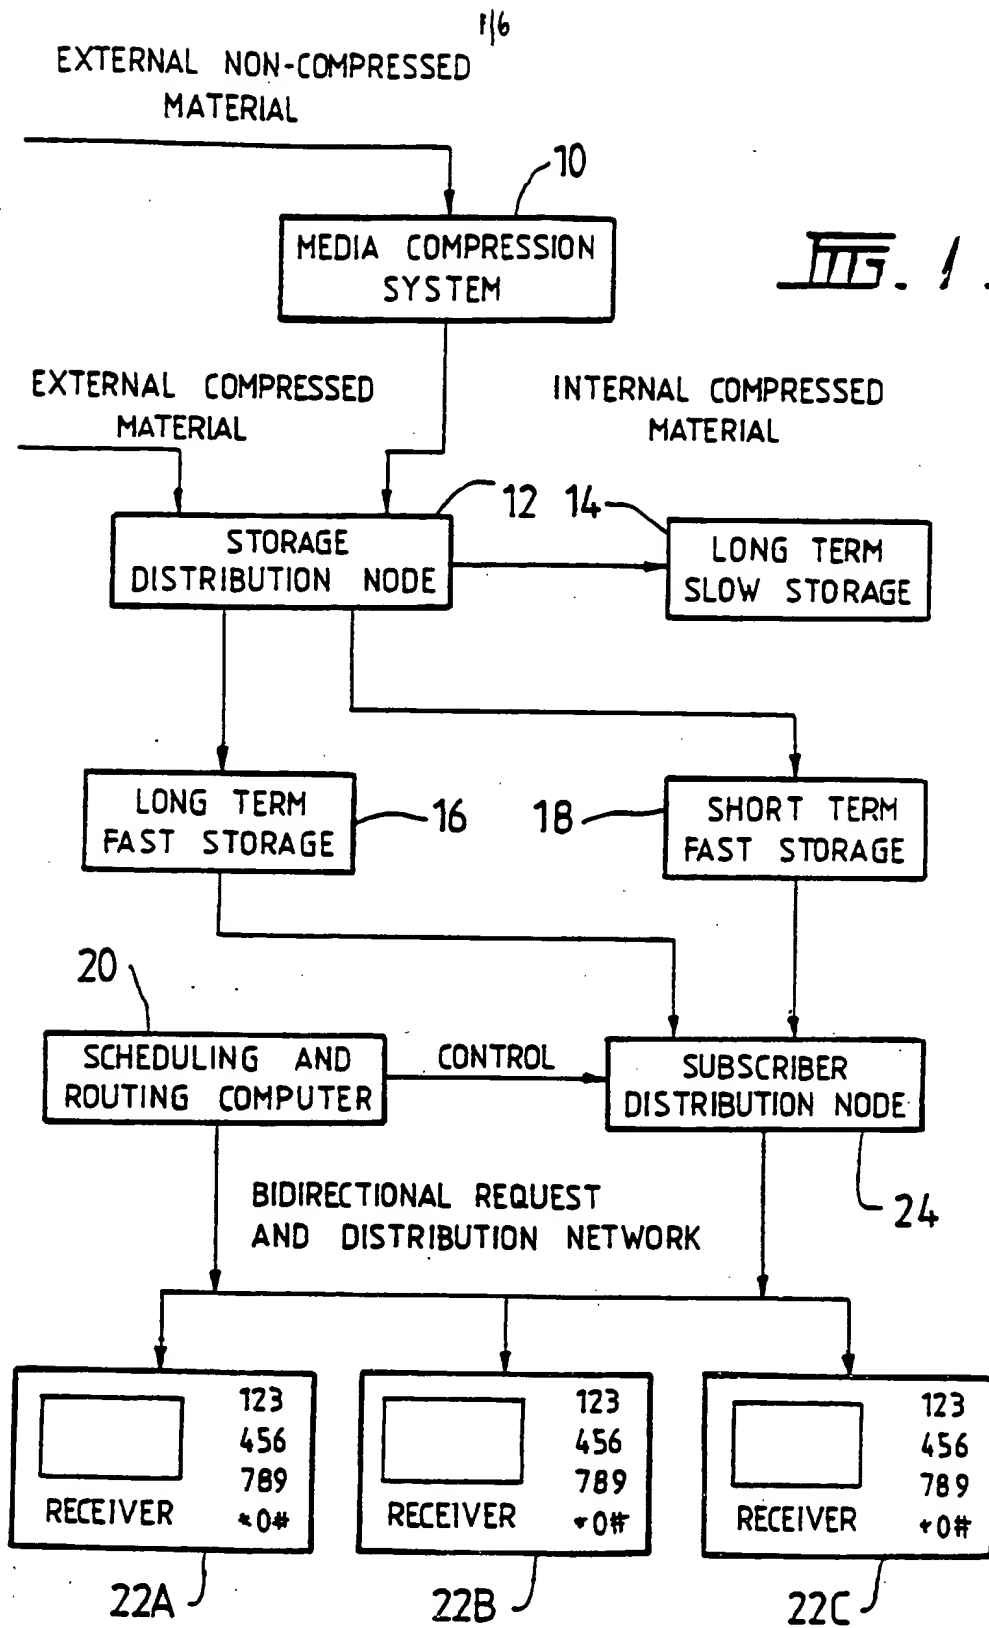 1/6
EXTERNAL NON-COMPRESSED
MATERIAL
10
MEDIA COMPRESSION
SYSTEM
FIG. 1.
EXTERNAL COMPRESSED
MATERIAL
INTERNAL COMPRESSED
MATERIAL
12
14
STORAGE
DISTRIBUTION NODE
LONG TERM
SLOW STORAGE
LONG TERM
FAST STORAGE
16
18
SHORT TERM
FAST STORAGE
20
SCHEDULING AND
ROUTING COMPUTER
CONTROL
SUBSCRIBER
DISTRIBUTION NODE
24
BIDIRECTIONAL REQUEST
AND DISTRIBUTION NETWORK
123
456
789
*0#
RECEIVER
22A
123
456
789
*0#
RECEIVER
22B
123
456
789
*0#
RECEIVER
22C